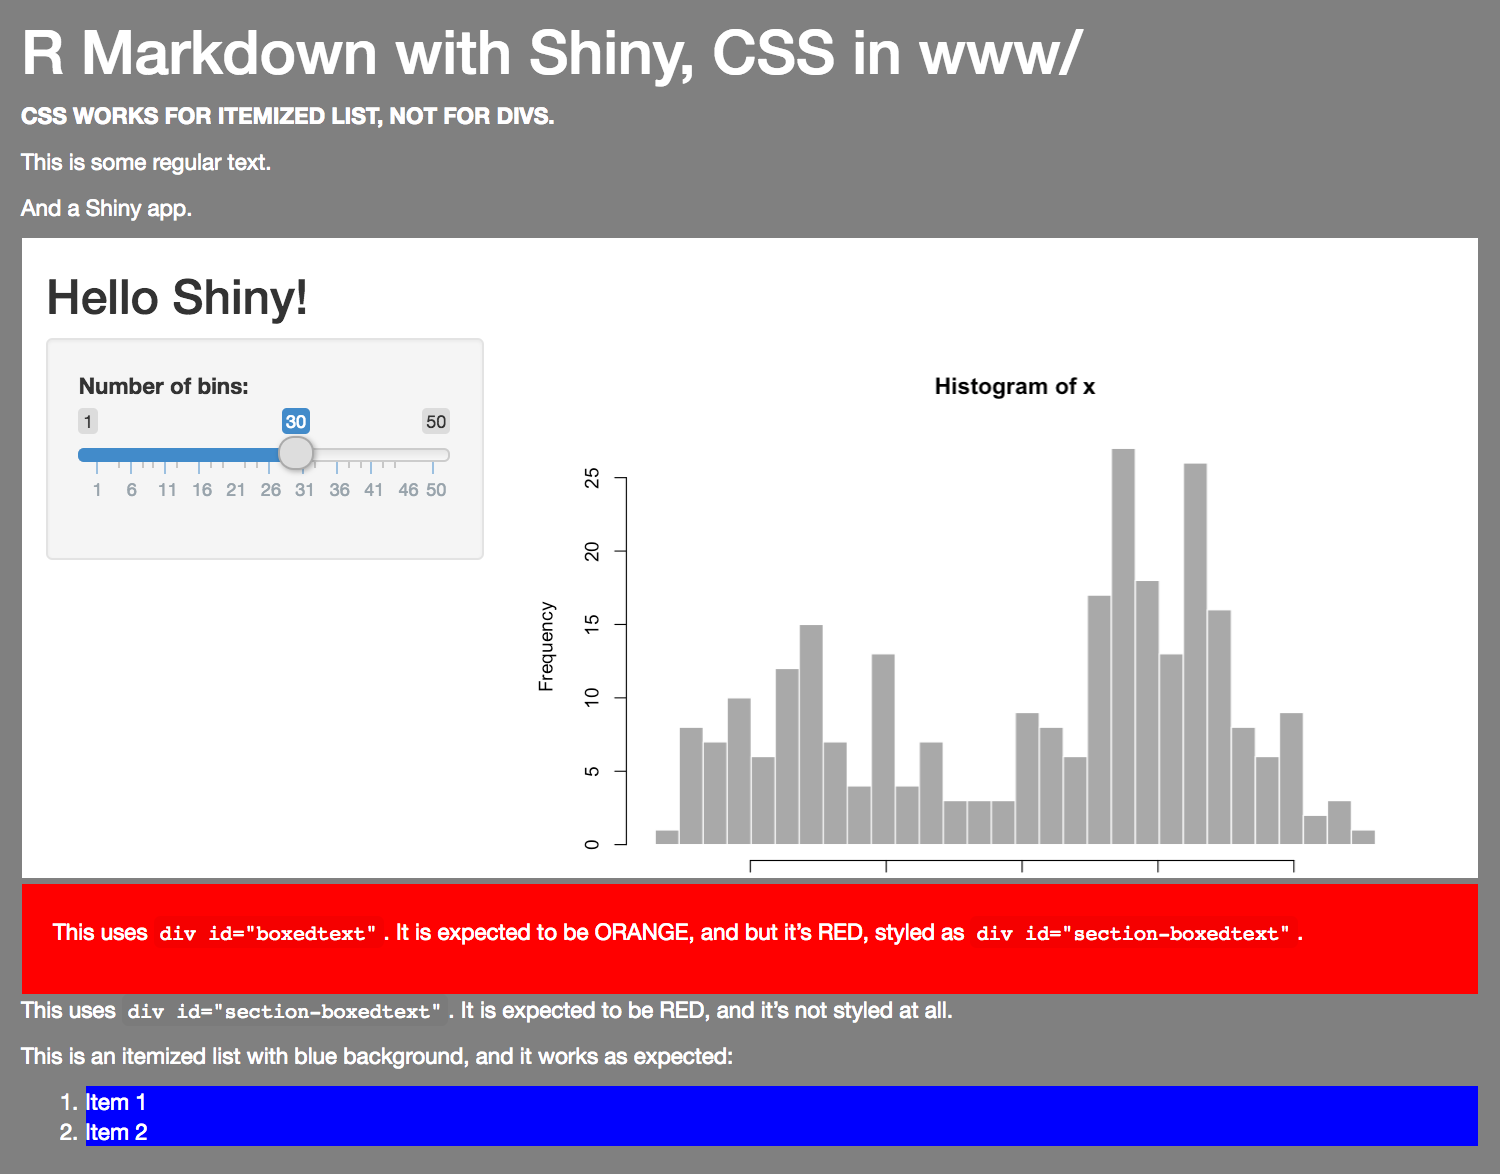 R Markdown with Shiny, CSS in www/
CSS WORKS FOR ITEMIZED LIST, NOT FOR DIVS.
This is some regular text.
And a Shiny app.
Hello Shiny!
Number of bins:
1 30 50
1 6 11 16 21 26 31 36 41 46 50
Histogram of x
Frequency
25
20
15
10
5
0
This uses div id="boxedtext". It is expected to be ORANGE, and but it’s RED, styled as div id="section-boxedtext".
This uses div id="section-boxedtext". It is expected to be RED, and it’s not styled at all.
This is an itemized list with blue background, and it works as expected:
1. Item 1
2. Item 2